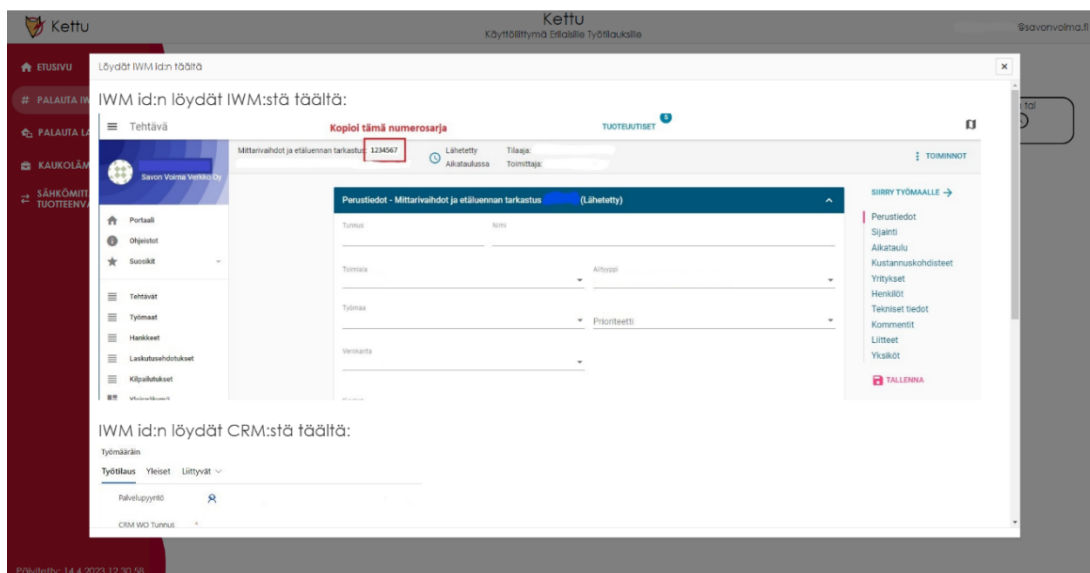 Kettu
Kettu
Käyttöliittymä Erilaisille Työtilauksille
@savonvoima.fi
ETUSIVU
# PALAUTA IW
PALAUTA LA
KAUKOLÄM
SÄHKÖMITT
TUOTTEENVA
Löydät IWM id:n täältä
×
IWM id:n löydät IWM:stä täältä:
Tehtävä
Kopioi tämä numerosarja
TUOTEUUTISET
5
Mittarivaihdot ja etäluennan tarkastus 1234567
Lähetetty
Aikataulussa
Tilaaja:
Toimittaja:
TOIMINNOT
Savon Voima Verkko Oy
Portaali
Ohjeistot
Suosikit
Tehtävät
Työmaat
Hankkeet
Laskutusehdotukset
Kilpailutukset
Perustiedot - Mittarivaihdot ja etäluennan tarkastus (Lähetetty)
Tunnus
Nimi
Toimiala
Alityyppi
Työmaa
Prioriteetti
SIIRRY TYÖMAALLE →
Perustiedot
Sijainti
Aikataulu
Kustannuskohdisteet
Yritykset
Henkilöt
Tekniset tiedot
Kommentit
Liitteet
Yksiköt
TALLENNA
tai
IWM id:n löydät CRM:stä täältä:
Työmääräin
Työtilaus Yleiset Liittyvät
Palvelupyyntö
CRM WO Tunnus *
Päivitetty: 14.4.2023 12.30.58